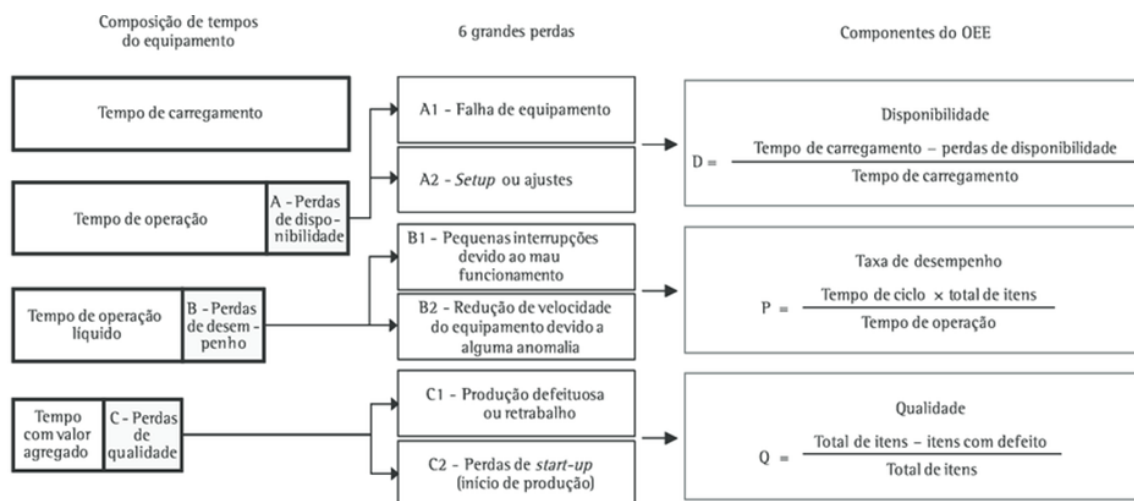 Composição de tempos
do equipamento
6 grandes perdas
Componentes do OEE
Tempo de carregamento
A1 - Falha de equipamento
Disponibilidade
D = Tempo de carregamento – perdas de disponibilidade
Tempo de carregamento
A2 - Setup ou ajustes
Tempo de operação
A - Perdas
de dispo-
nibilidade
B1 - Pequenas interrupções
devido ao mau
funcionamento
Taxa de desempenho
P = Tempo de ciclo × total de itens
Tempo de operação
Tempo de operação
líquido
B - Perdas
de desem-
penho
B2 - Redução de velocidade
do equipamento devido a
alguma anomalia
C1 - Produção defeituosa
ou retrabalho
Qualidade
Q = Total de itens – itens com defeito
Total de itens
Tempo
com valor
agregado
C - Perdas
de
qualidade
C2 - Perdas de start-up
(início de produção)